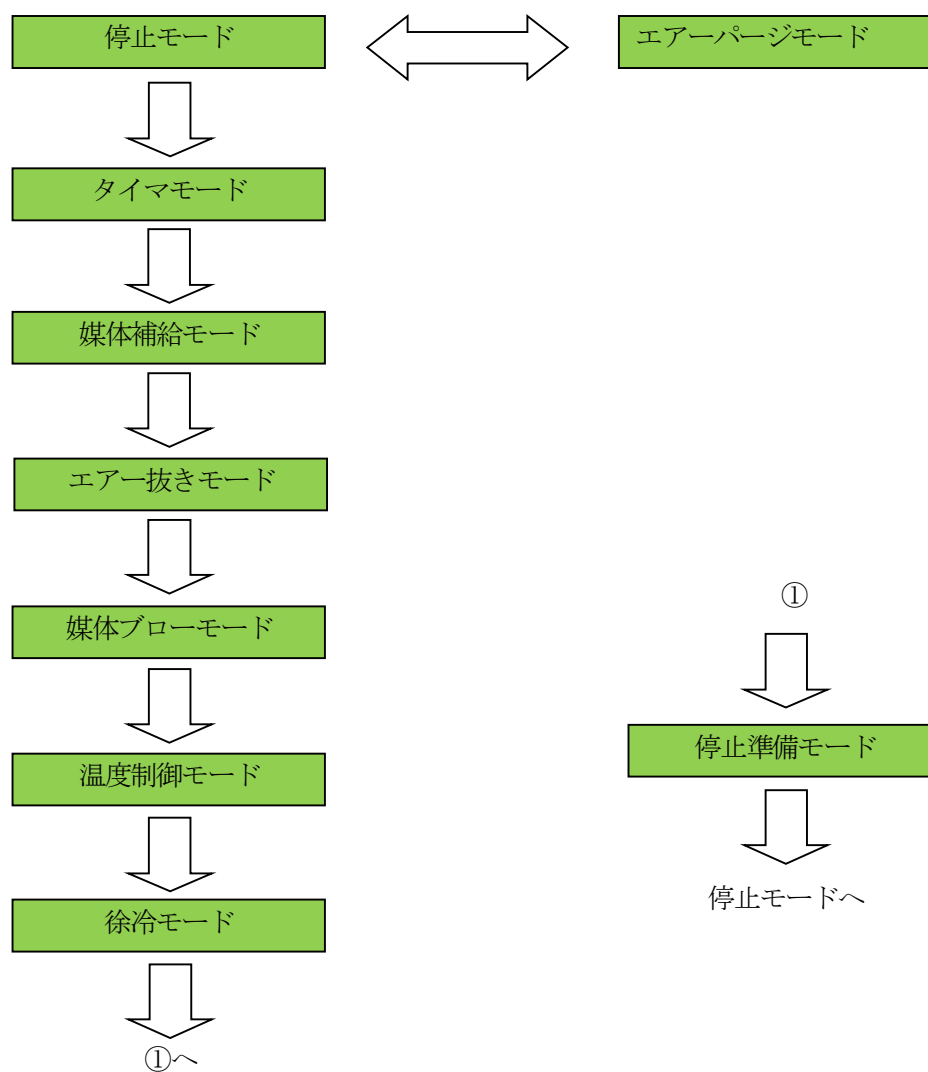 停止モード
エアーパージモード
タイマモード
媒体補給モード
エアー抜きモード
媒体ブローモード
温度制御モード
徐冷モード
①へ
①
停止準備モード
停止モードへ